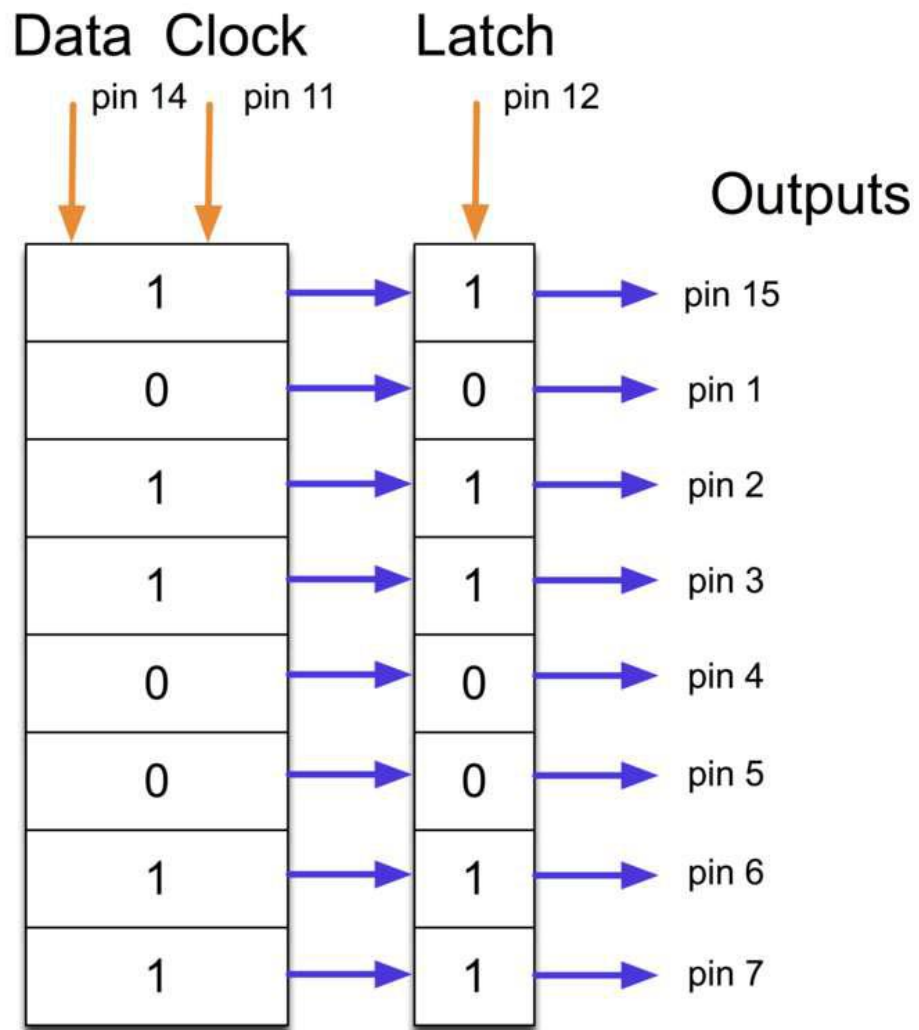 Data Clock Latch
pin 14 pin 11 pin 12
Outputs
1 1 pin 15
0 0 pin 1
1 1 pin 2
1 1 pin 3
0 0 pin 4
0 0 pin 5
1 1 pin 6
1 1 pin 7